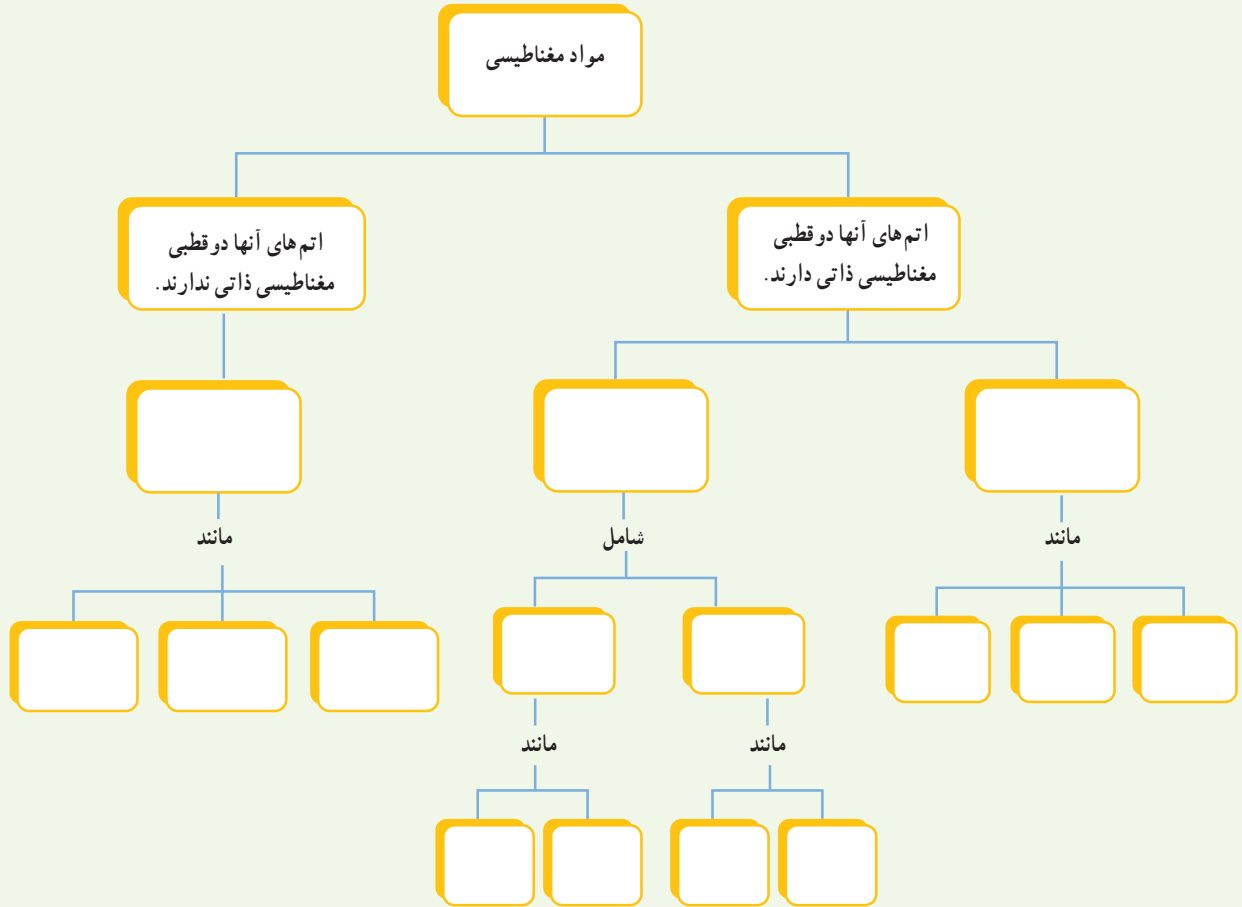 مواد مغناطیسی
اتم‌های آنها دوقطبی
مغناطیسی ذاتی دارند.
اتم‌های آنها دوقطبی
مغناطیسی ذاتی ندارند.
مانند
شامل
مانند
مانند
مانند